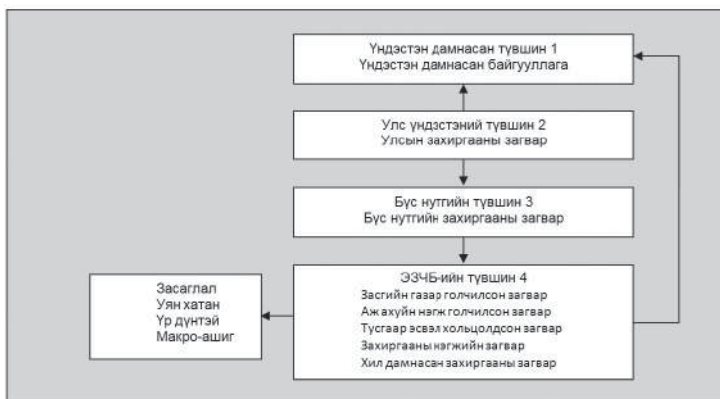 Үндэстэн дамнасан түвшин 1
Үндэстэн дамнасан байгууллага
Улс үндэстэний түвшин 2
Улсын захиргааны загвар
Бүс нутгийн түвшин 3
Бүс нутгийн захиргааны загвар
ЭЗЧБ-ийн түвшин 4
Засгийн газар голчилсон загвар
Аж ахуйн нэгж голчилсон загвар
Тусгаар эсвэл хольцолдсон загвар
Захиргааны нэгжийн загвар
Хил дамнасан захиргааны загвар
Засаглал
Уян хатан
Үр дүнтэй
Макро-ашиг